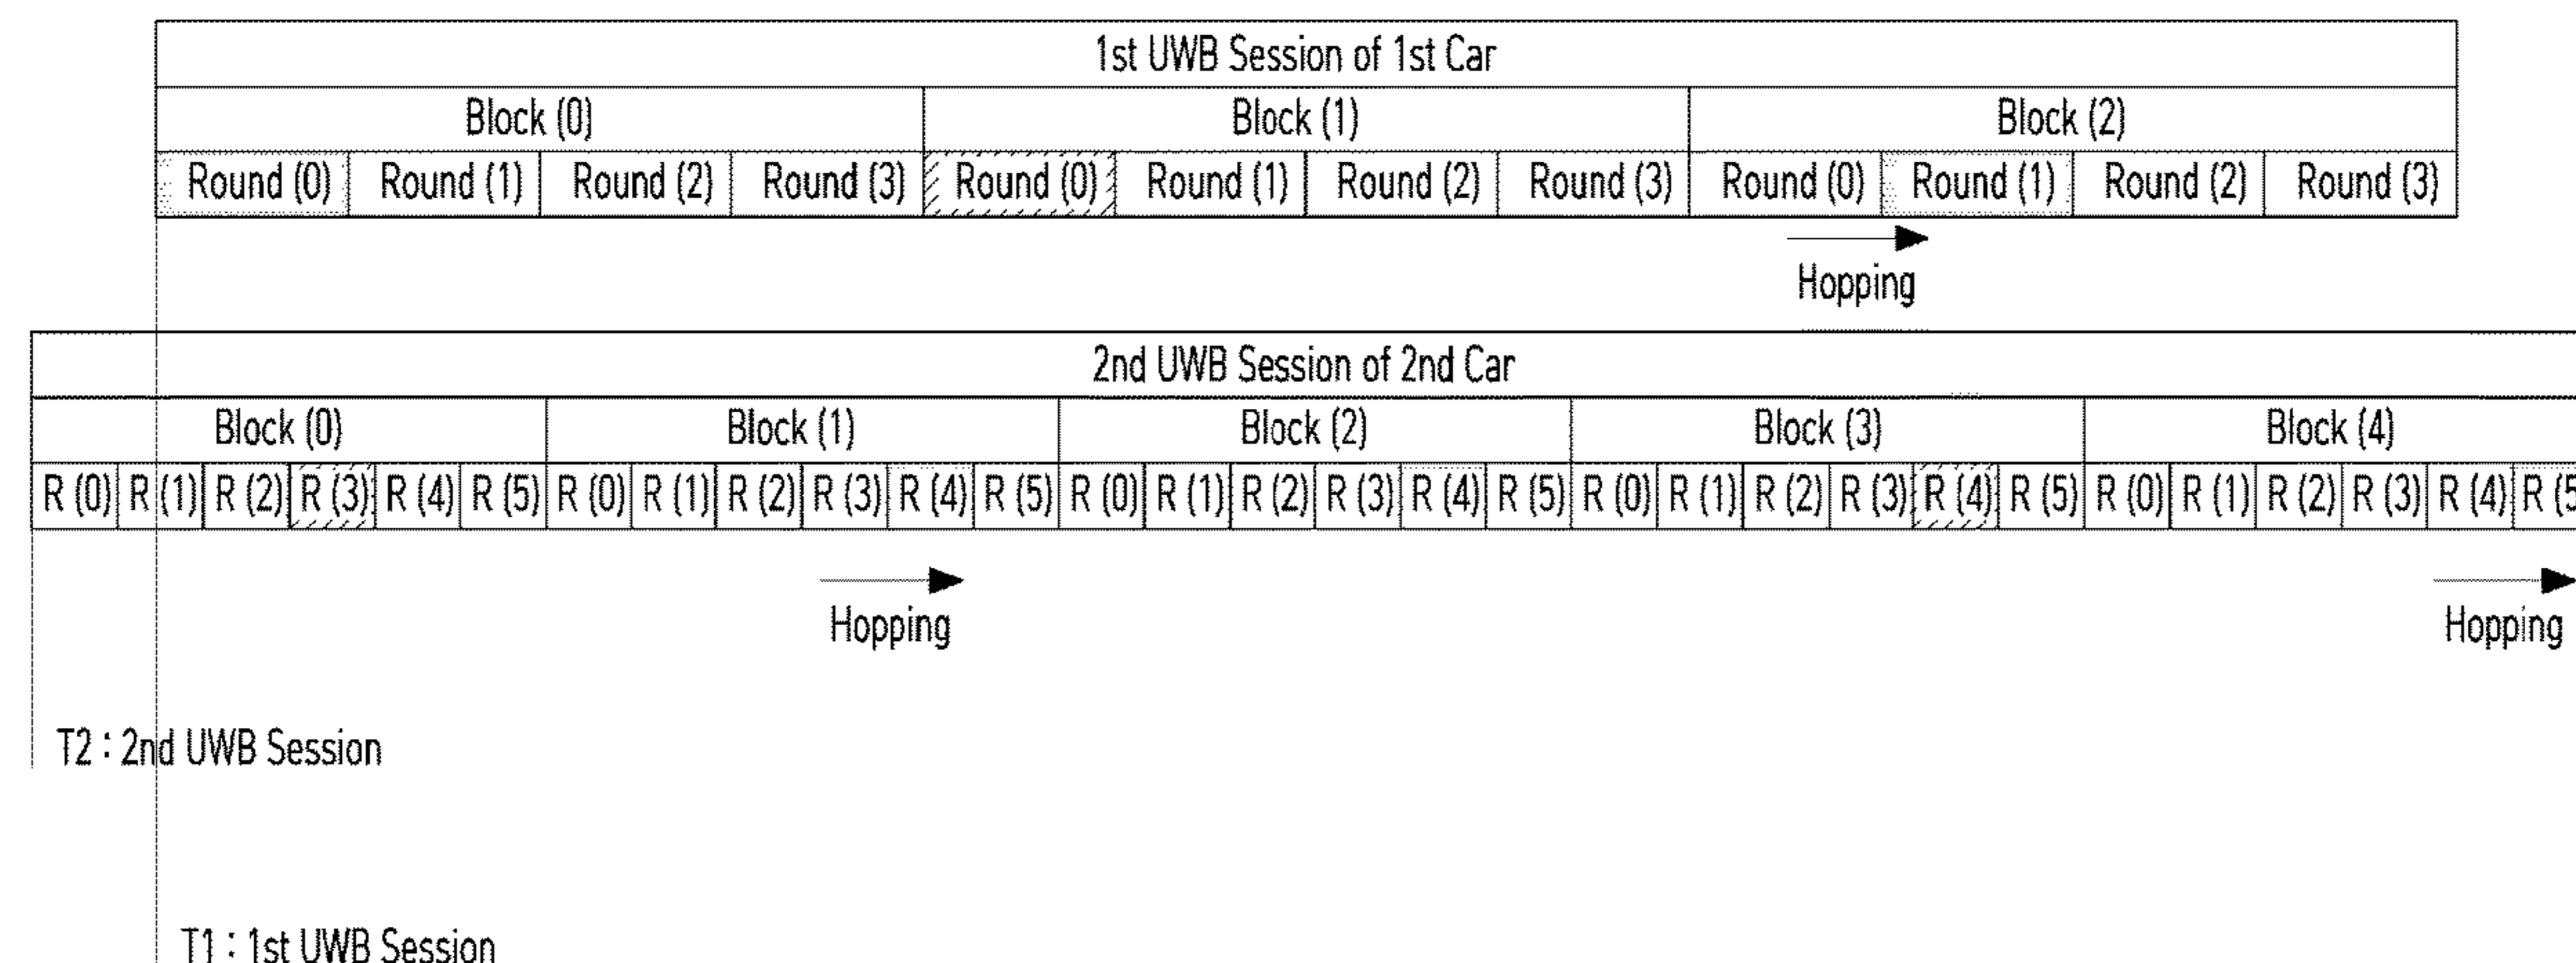 1st UWB Session of 1st Car
Block (0) Block (1) Block (2)
Round (0) Round (1) Round (2) Round (3) Round (0) Round (1) Round (2) Round (3) Round (0) Round (1) Round (2) Round (3)
Hopping
2nd UWB Session of 2nd Car
Block (0) Block (1) Block (2) Block (3) Block (4)
R (0) R (1) R (2) R (3) R (4) R (5) R (0) R (1) R (2) R (3) R (4) R (5) R (0) R (1) R (2) R (3) R (4) R (5) R (0) R (1) R (2) R (3) R (4) R (5) R (0) R (1) R (2) R (3) R (4) R (5
Hopping Hopping
T2 : 2nd UWB Session
T1 : 1st UWB Session